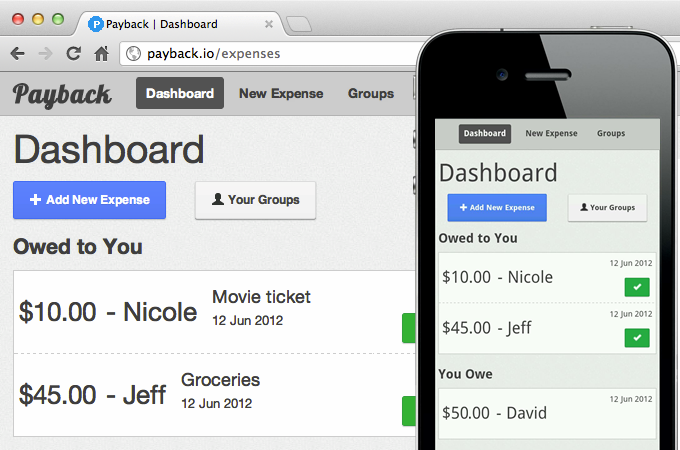 Payback | Dashboard
payback.io/expenses
Payback
Dashboard
New Expense
Groups
Dashboard
Add New Expense
Your Groups
Owed to You
$10.00 - Nicole
Movie ticket
12 Jun 2012
$45.00 - Jeff
Groceries
12 Jun 2012
Dashboard
New Expense
Groups
Dashboard
Add New Expense
Your Groups
Owed to You
12 Jun 2012
$10.00 - Nicole
12 Jun 2012
$45.00 - Jeff
You Owe
12 Jun 2012
$50.00 - David